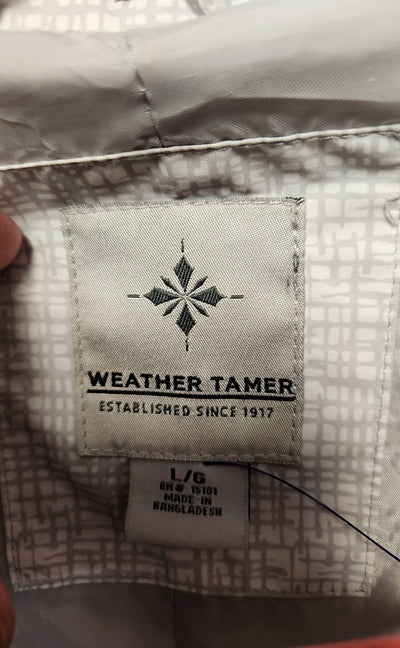 WEATHER TAMER
ESTABLISHED SINCE 1917
L/G
RN# 15101
MADE IN
BANGLADESH